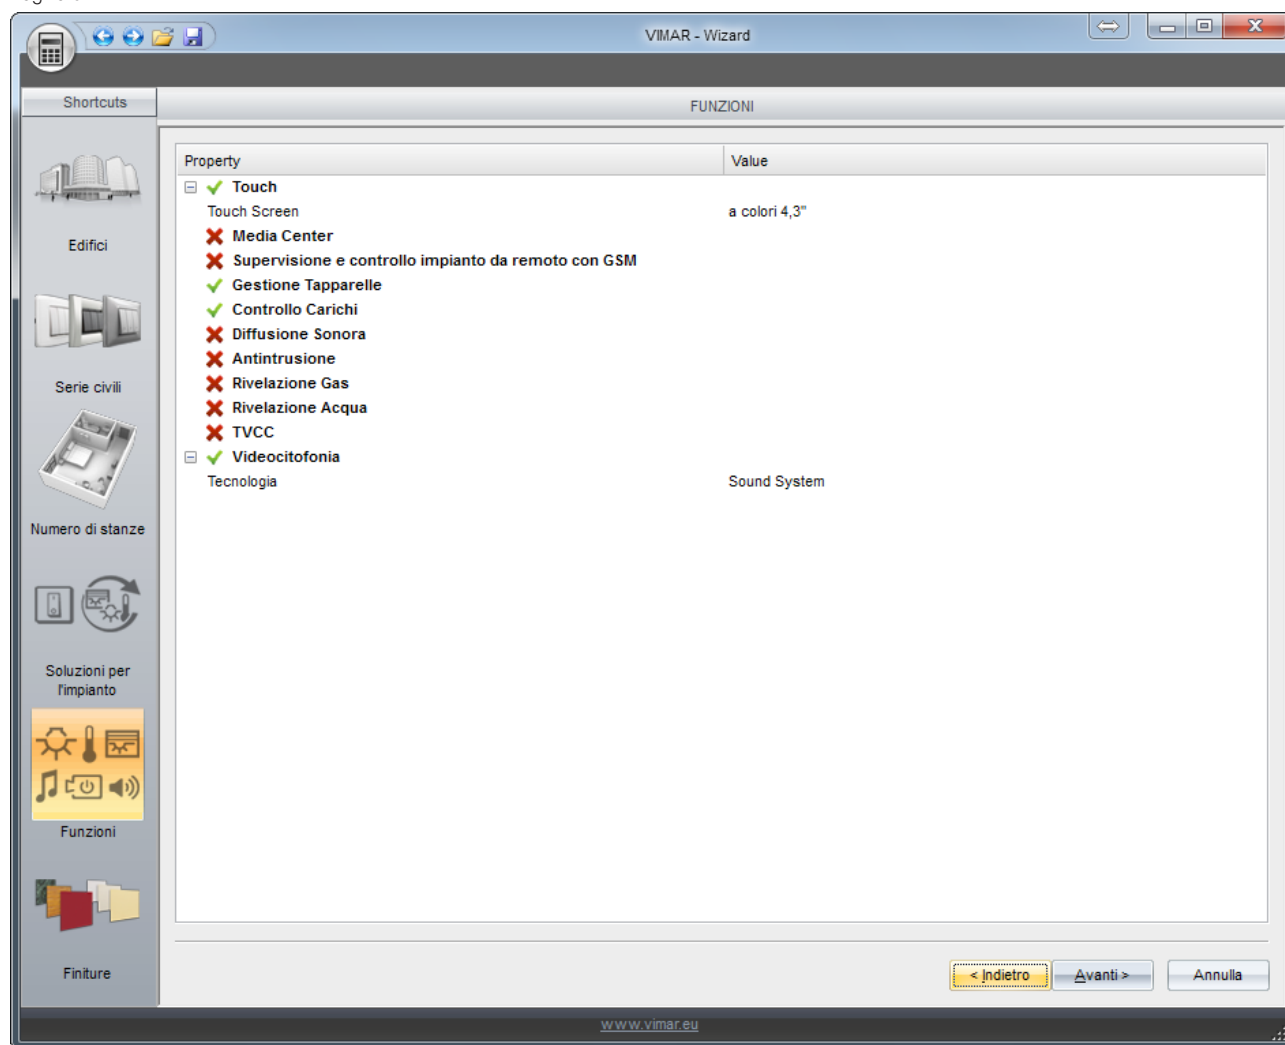 VIMAR - Wizard
Shortcuts
FUNZIONI
Property Value
Touch
Touch Screen a colori 4,3"
Media Center
Supervisione e controllo impianto da remoto con GSM
Gestione Tapparelle
Controllo Carichi
Diffusione Sonora
Antintrusione
Rivelazione Gas
Rivelazione Acqua
TVCC
Videocitofonia
Tecnologia Sound System
Edifici
Serie civili
Numero di stanze
Soluzioni per
l'impianto
Funzioni
Finiture
< Indietro Avanti > Annulla
www.vimar.eu